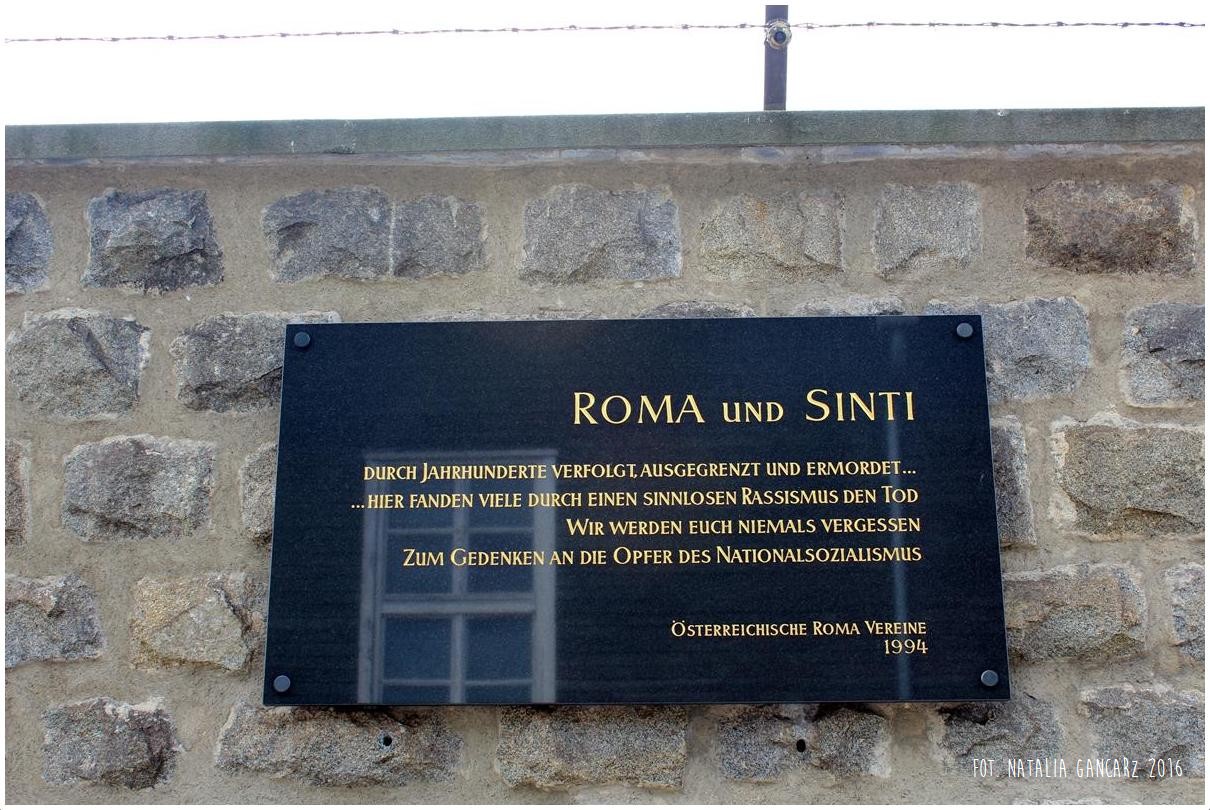 ROMA UND SINTI
DURCH JAHRHUNDERTE VERFOLGT, AUSGEGRENZT UND ERMORDET...
...HIER FANDEN VIELE DURCH EINEN SINNLOSEN RASSISMUS DEN TOD
WIR WERDEN EUCH NIEMALS VERGESSEN
ZUM GEDENKEN AN DIE OPFER DES NATIONALSOZIALISMUS
ÖSTERREICHISCHE ROMA VEREINE
1994
FOT. NATALIA GANCARZ 2016